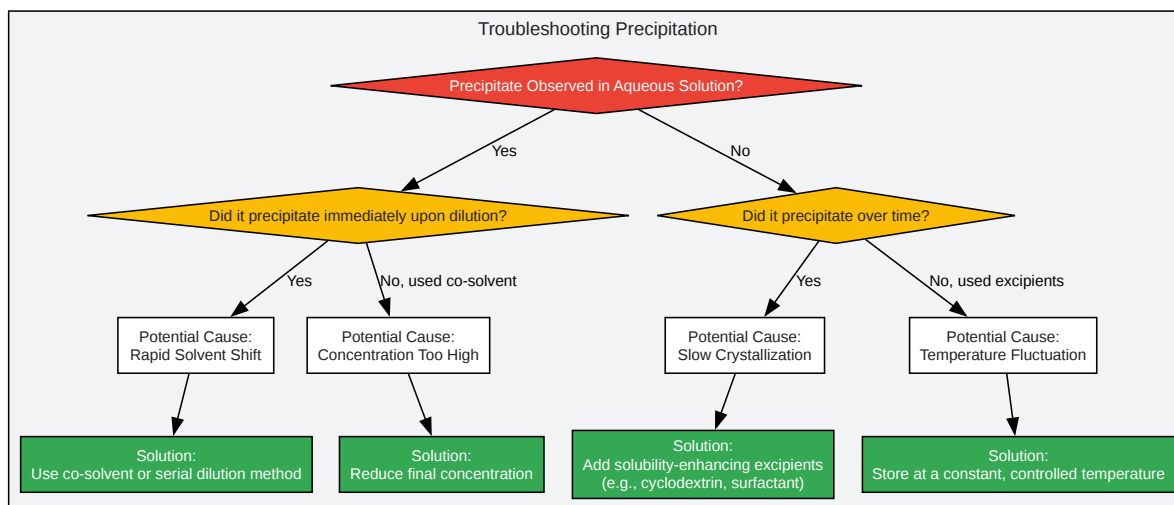 Troubleshooting Precipitation
Precipitate Observed in Aqueous Solution?
Yes
No
Did it precipitate immediately upon dilution?
Did it precipitate over time?
Yes
No, used co-solvent
Yes
No, used excipients
Potential Cause:
Rapid Solvent Shift
Potential Cause:
Concentration Too High
Potential Cause:
Slow Crystallization
Potential Cause:
Temperature Fluctuation
Solution:
Use co-solvent or serial dilution method
Solution:
Reduce final concentration
Solution:
Add solubility-enhancing excipients
(e.g., cyclodextrin, surfactant)
Solution:
Store at a constant, controlled temperature